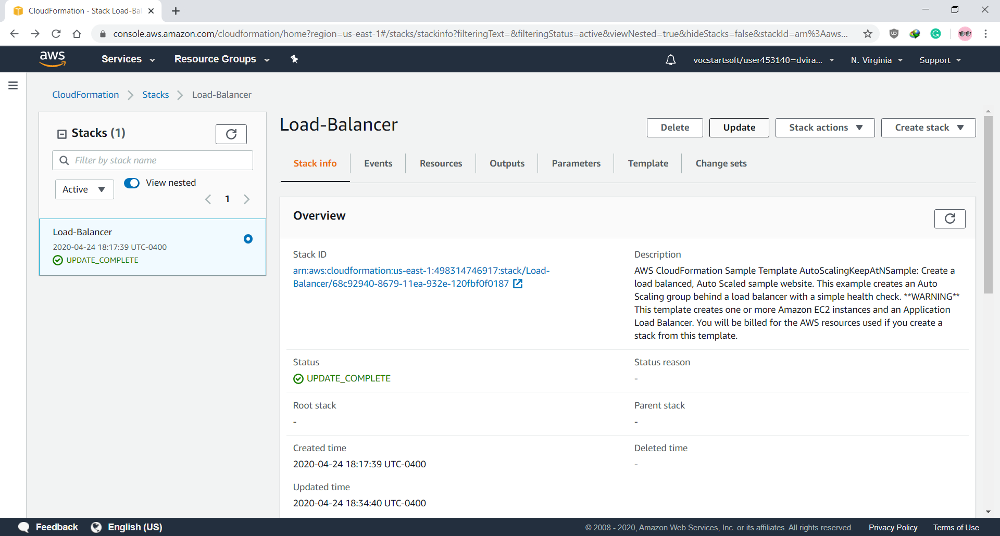 CloudFormation - Stack Load-Bal
console.aws.amazon.com/cloudformation/home?region=us-east-1#/stacks/stackinfo?filteringText=&filteringStatus=active&viewNested=true&hideStacks=false&stackId=arn%3Aaws...
aws Services Resource Groups vocstartsoft/user453140=dvira... N. Virginia Support
CloudFormation Stacks Load-Balancer
Stacks (1)
Filter by stack name
Active View nested
1
Load-Balancer
2020-04-24 18:17:39 UTC-0400
UPDATE_COMPLETE
Load-Balancer
Delete Update Stack actions Create stack
Stack info Events Resources Outputs Parameters Template Change sets
Overview
Stack ID
arn:aws:cloudformation:us-east-1:498314746917:stack/Load-
Balancer/68c92940-8679-11ea-932e-120fbf0f0187
Description
AWS CloudFormation Sample Template AutoScalingKeepAtNSample: Create a
load balanced, Auto Scaled sample website. This example creates an Auto
Scaling group behind a load balancer with a simple health check. **WARNING**
This template creates one or more Amazon EC2 instances and an Application
Load Balancer. You will be billed for the AWS resources used if you create a
stack from this template.
Status
UPDATE_COMPLETE
Status reason
-
Root stack
-
Parent stack
-
Created time
2020-04-24 18:17:39 UTC-0400
Deleted time
-
Updated time
2020-04-24 18:34:40 UTC-0400
Feedback English (US) © 2008 - 2020, Amazon Web Services, Inc. or its affiliates. All rights reserved. Privacy Policy Terms of Use